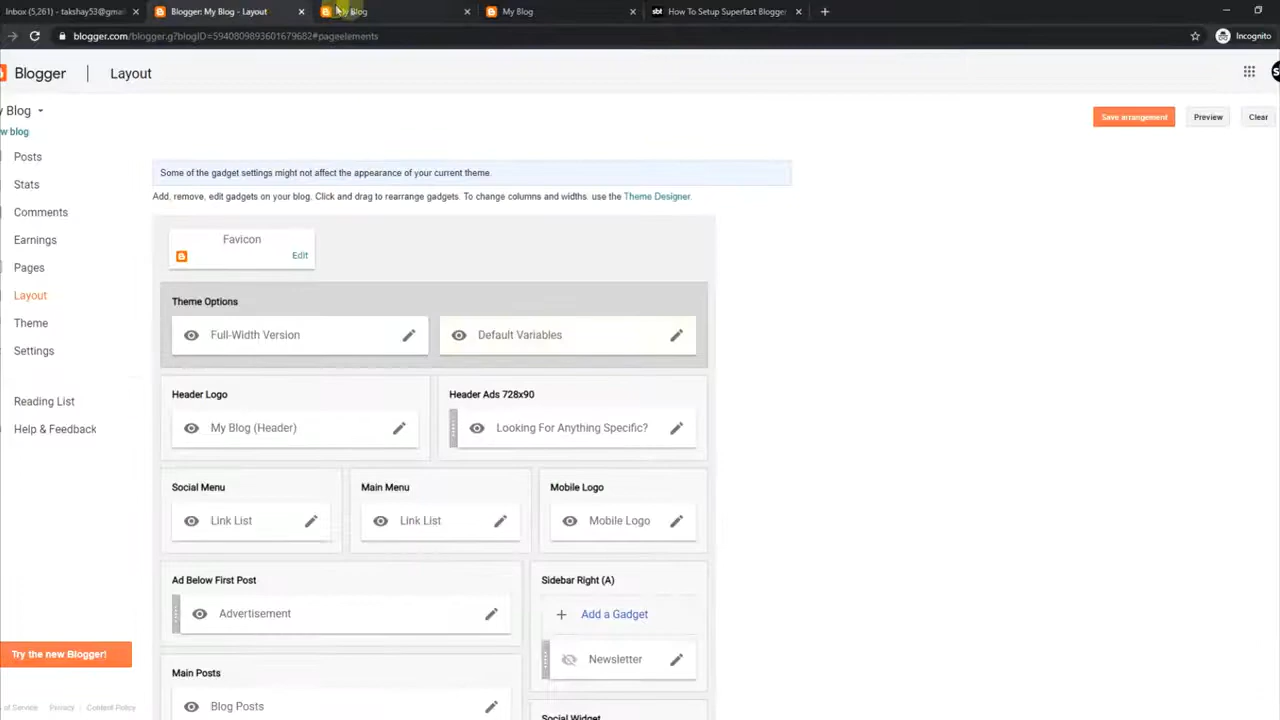 Inbox (5,261) - takshay53@gmai
Blogger: My Blog - Layout
Blog
My Blog
sbt How To Setup Superfast Blogger
blogger.com/blogger.g?blogID=5940809893601679682#pageelements
Incognito
Blogger
Layout
y Blog
w blog
Save arrangement
Preview
Clear
Posts
Stats
Comments
Earnings
Pages
Layout
Theme
Settings
Reading List
Help & Feedback
Try the new Blogger!
of Service Privacy Content Policy
Some of the gadget settings might not affect the appearance of your current theme.
Add, remove, edit gadgets on your blog. Click and drag to rearrange gadgets. To change columns and widths, use the Theme Designer.
Favicon
Edit
Theme Options
Full-Width Version
Default Variables
Header Logo
My Blog (Header)
Header Ads 728x90
Looking For Anything Specific?
Social Menu
Link List
Main Menu
Link List
Mobile Logo
Mobile Logo
Ad Below First Post
Advertisement
Sidebar Right (A)
Add a Gadget
Newsletter
Main Posts
Blog Posts
Social Widget